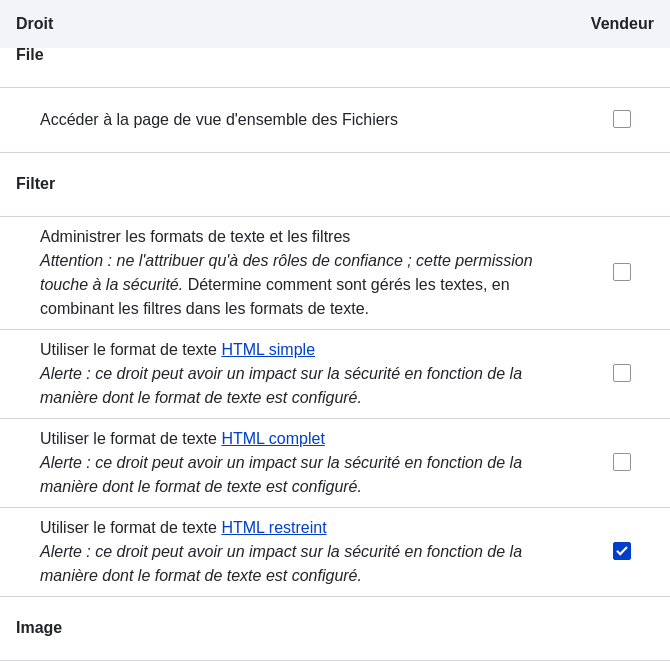 Droit Vendeur
File
Accéder à la page de vue d'ensemble des Fichiers
Filter
Administrer les formats de texte et les filtres
Attention : ne l'attribuer qu'à des rôles de confiance ; cette permission
touche à la sécurité. Détermine comment sont gérés les textes, en
combinant les filtres dans les formats de texte.
Utiliser le format de texte HTML simple
Alerte : ce droit peut avoir un impact sur la sécurité en fonction de la
manière dont le format de texte est configuré.
Utiliser le format de texte HTML complet
Alerte : ce droit peut avoir un impact sur la sécurité en fonction de la
manière dont le format de texte est configuré.
Utiliser le format de texte HTML restreint
Alerte : ce droit peut avoir un impact sur la sécurité en fonction de la
manière dont le format de texte est configuré.
Image